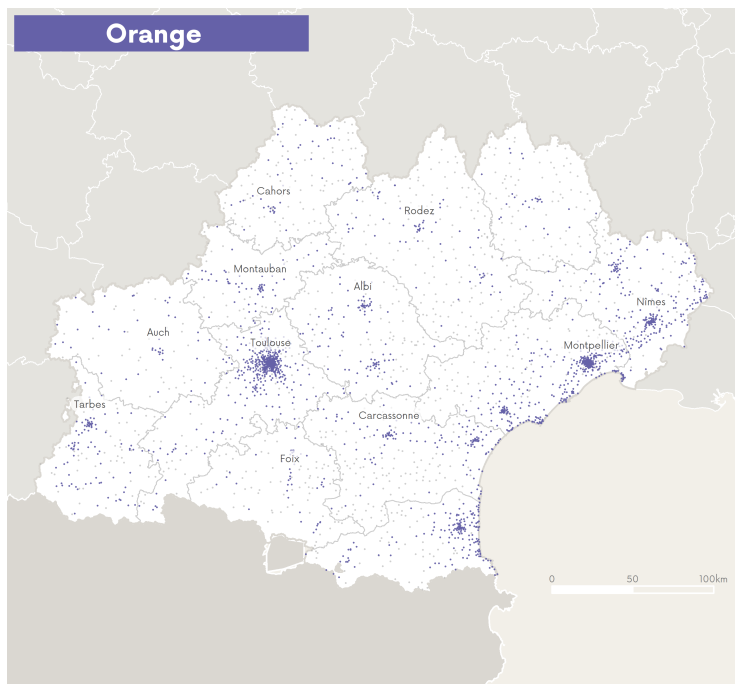 Orange
Cahors
Rodez
Montauban
Albi
Nîmes
Auch
Toulouse
Montpellier
Tarbes
Carcassonne
Foix
0 50 100km